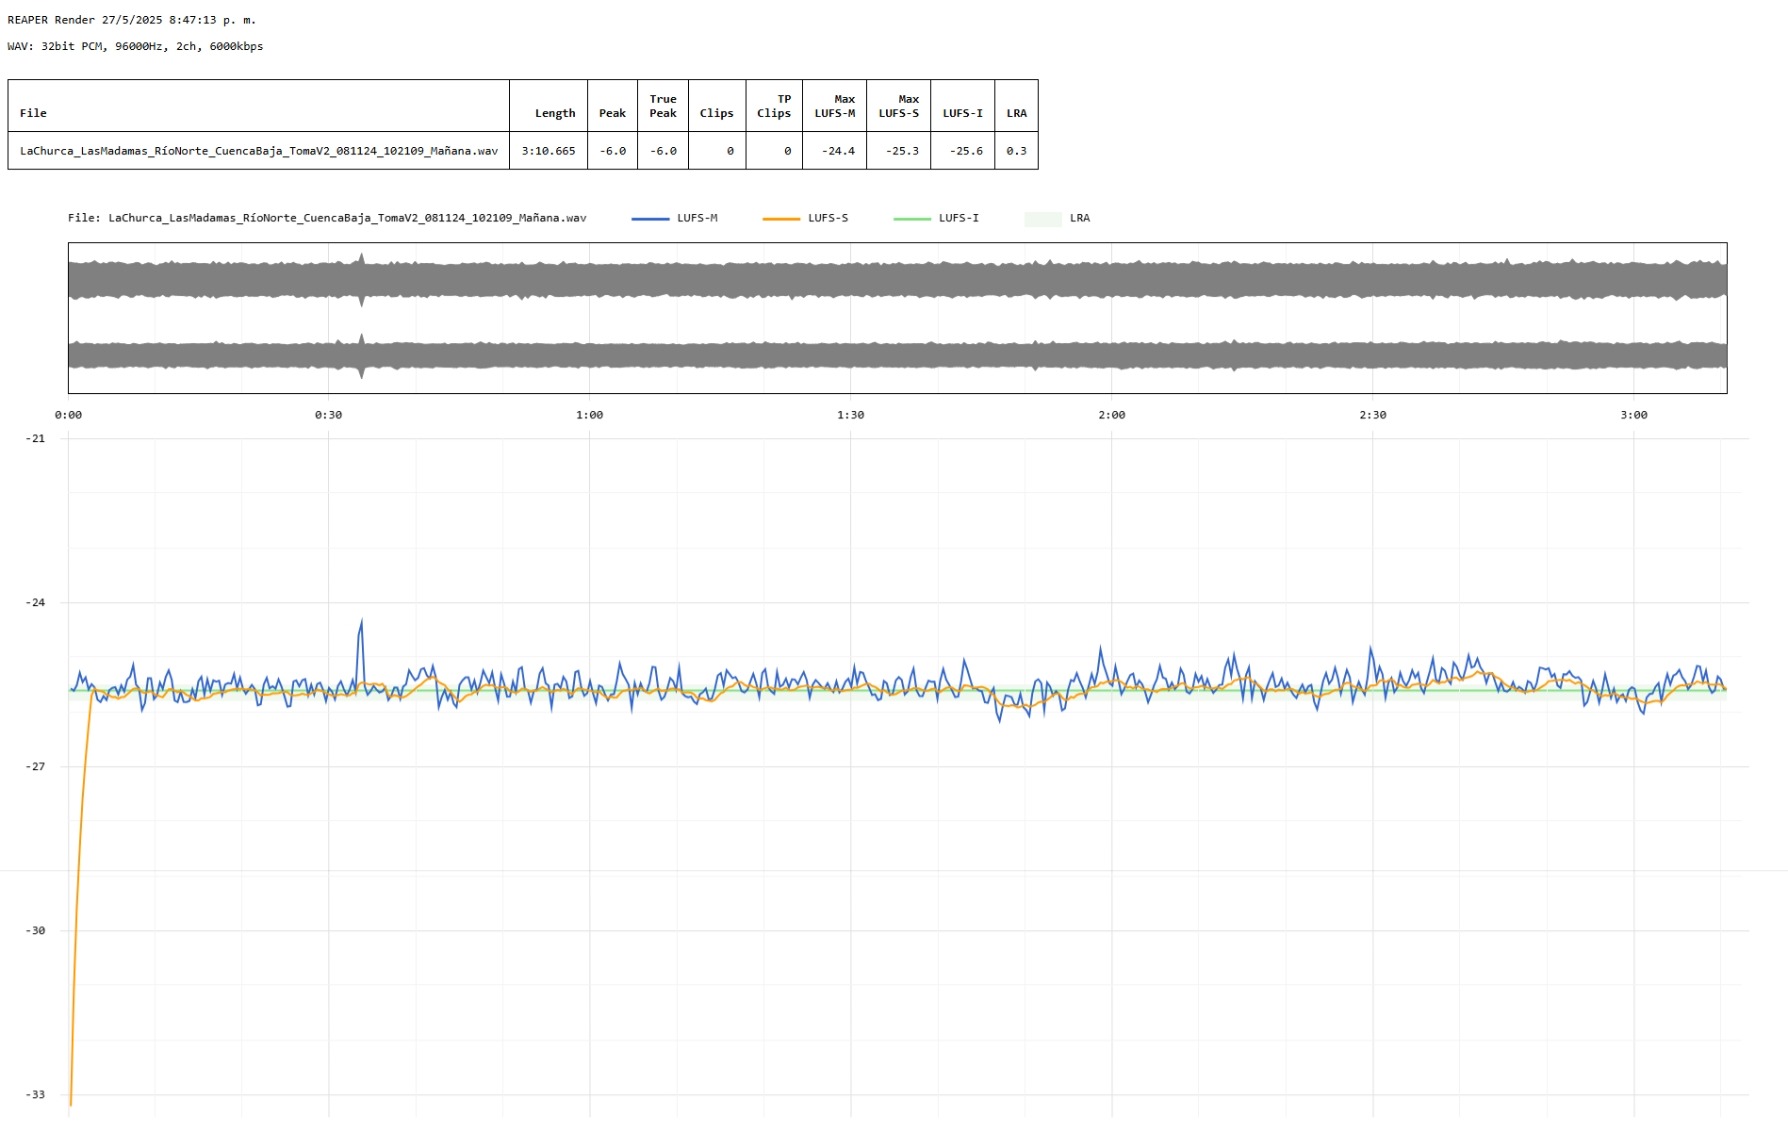 REAPER Render 27/5/2025 8:47:13 p. m.
WAV: 32bit PCM, 96000Hz, 2ch, 6000kbps
File Length Peak True Peak Clips TP Clips Max LUFS-M Max LUFS-S LUFS-I LRA
LaChurca_LasMadamas_RíoNorte_CuencaBaja_TomaV2_081124_102109_Mañana.wav 3:10.665 -6.0 -6.0 0 0 -24.4 -25.3 -25.6 0.3
File: LaChurca_LasMadamas_RíoNorte_CuencaBaja_TomaV2_081124_102109_Mañana.wav LUFS-M LUFS-S LUFS-I LRA
0:00 0:30 1:00 1:30 2:00 2:30 3:00
-21
-24
-27
-30
-33